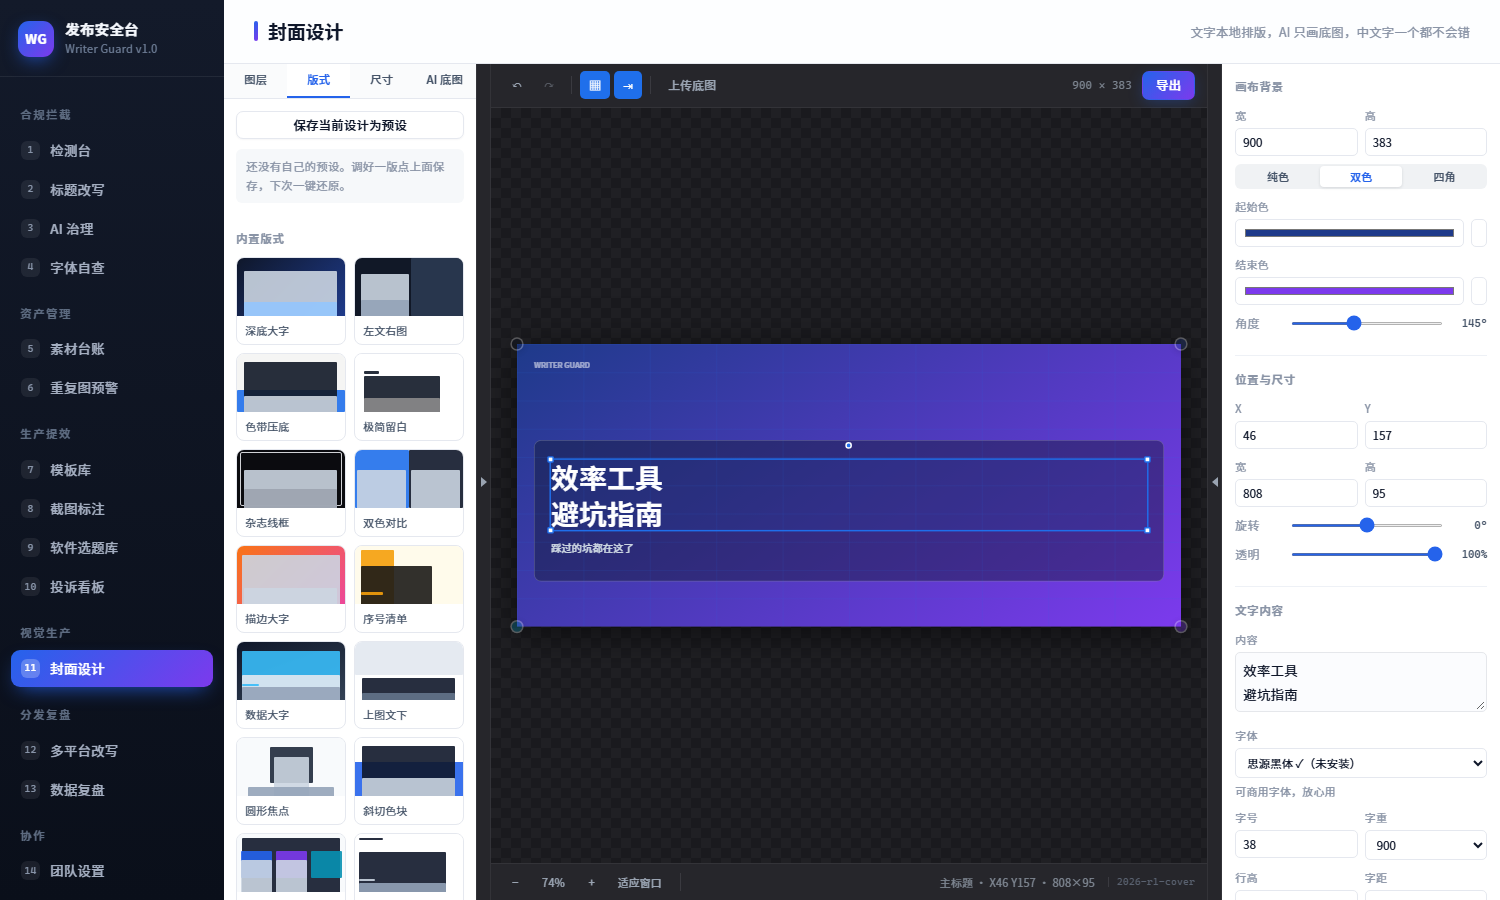 WG
发布安全台
Writer Guard v1.0
合规拦截
1 检测台
2 标题改写
3 AI 治理
4 字体自查
资产管理
5 素材台账
6 重复图预警
生产提效
7 模板库
8 截图标注
9 软件选题库
10 投诉看板
视觉生产
11 封面设计
分发复盘
12 多平台改写
13 数据复盘
协作
14 团队设置
封面设计
文字本地排版，AI 只画底图，中文字一个都不会错
图层 版式 尺寸 AI 底图
保存当前设计为预设
还没有自己的预设。调好一版点上面保
存，下次一键还原。
内置版式
深底大字 左文右图
色带压底 极简留白
杂志线框 双色对比
描边大字 序号清单
数据大字 上图文下
圆形焦点 斜切色块
上传底图
900 × 383
导出
WRITER GUARD
效率工具
避坑指南
踩过的坑都在这了
− 74% + 适应窗口
主标题 · X46 Y157 · 808×95
2026-r1-cover
画布背景
宽 高
900 383
纯色 双色 四角
起始色
结束色
角度 145°
位置与尺寸
X Y
46 157
宽 高
808 95
旋转 0°
透明 100%
文字内容
内容
效率工具
避坑指南
字体
思源黑体 ✓（未安装）
可商用字体，放心用
字号 字重
38 900
行高 字距